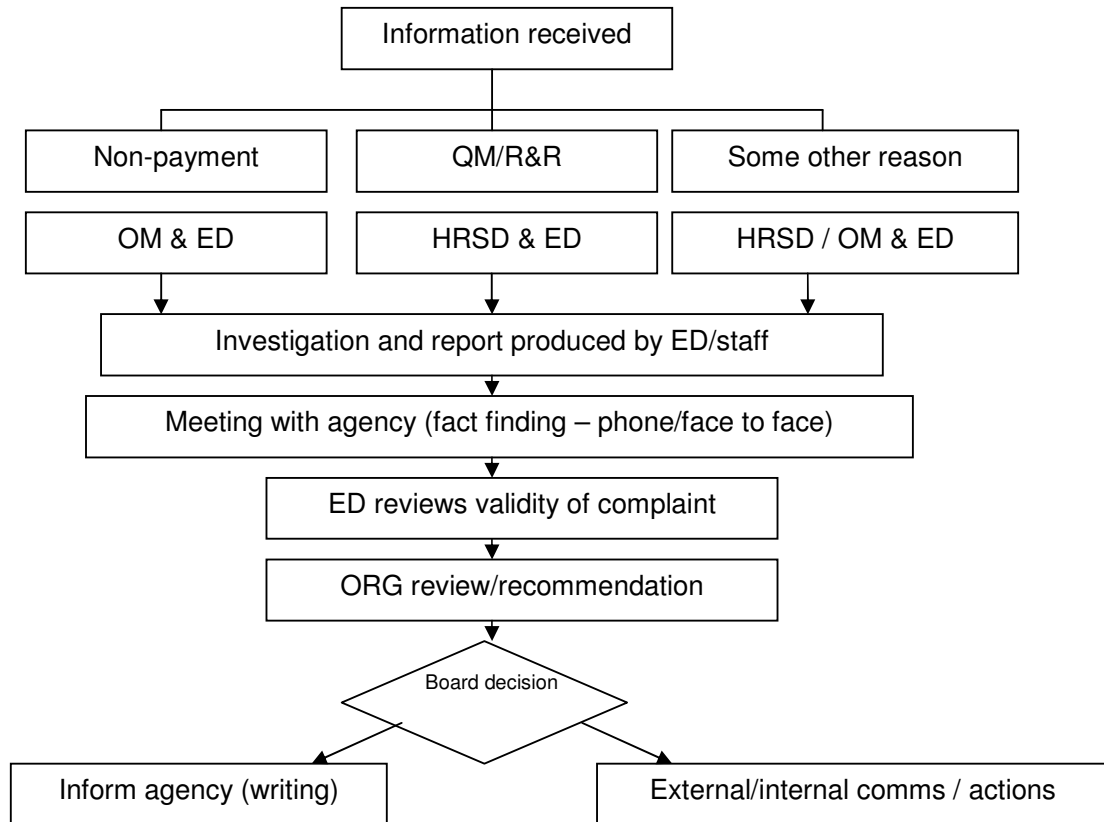 Information received
Non-payment
QM/R&R
Some other reason
OM & ED
HRSD & ED
HRSD / OM & ED
Investigation and report produced by ED/staff
Meeting with agency (fact finding – phone/face to face)
ED reviews validity of complaint
ORG review/recommendation
Board decision
Inform agency (writing)
External/internal comms / actions